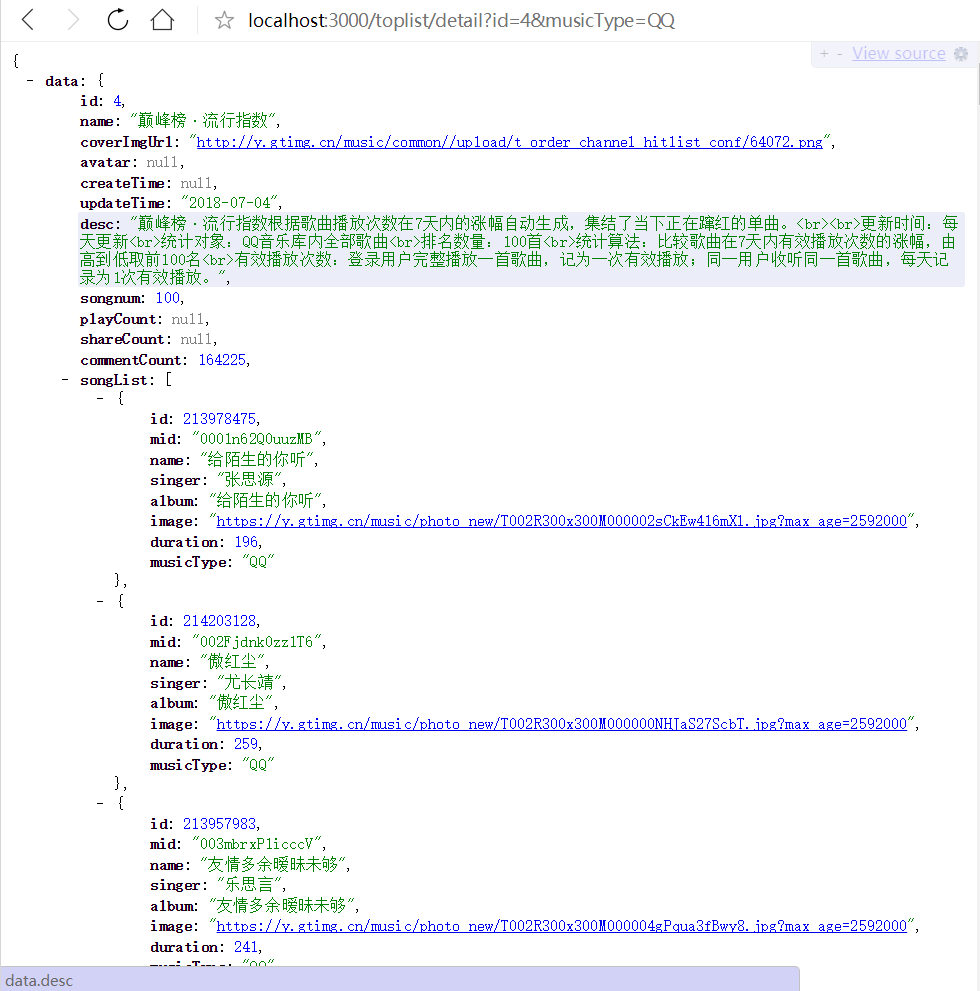 localhost:3000/toplist/detail?id=4&musicType=QQ
+ - View source
{
- data: {
id: 4,
name: "巅峰榜·流行指数",
coverImgUrl: "http://y.gtimg.cn/music/common//upload/t_order_channel_hitlist_conf/64072.png",
avatar: null,
createTime: null,
updateTime: "2018-07-04",
desc: "巅峰榜·流行指数根据歌曲播放次数在7天内的涨幅自动生成，集结了当下正在蹿红的单曲。<br><br>更新时间：每
天更新<br>统计对象：QQ音乐库内全部歌曲<br>排名数量：100首<br>统计算法：比较歌曲在7天内有效播放次数的涨幅，由
高到低取前100名<br>有效播放次数：登录用户完整播放一首歌曲，记为一次有效播放；同一用户收听同一首歌曲，每天记
录为1次有效播放。",
songnum: 100,
playCount: null,
shareCount: null,
commentCount: 164225,
- songList: [
- {
id: 213978475,
mid: "0001n62Q0uuzMB",
name: "给陌生的你听",
singer: "张思源",
album: "给陌生的你听",
image: "https://y.gtimg.cn/music/photo_new/T002R300x300M000002sCkEw416mX1.jpg?max_age=2592000",
duration: 196,
musicType: "QQ"
},
- {
id: 214203128,
mid: "002Fjdnk0zz1T6",
name: "傲红尘",
singer: "尤长靖",
album: "傲红尘",
image: "https://y.gtimg.cn/music/photo_new/T002R300x300M000000NHTaS27ScbT.jpg?max_age=2592000",
duration: 259,
musicType: "QQ"
},
- {
id: 213957983,
mid: "003mbrxP1icccV",
name: "友情多余暧昧未够",
singer: "乐思言",
album: "友情多余暧昧未够",
image: "https://y.gtimg.cn/music/photo_new/T002R300x300M000004gPqua3fBwy8.jpg?max_age=2592000",
duration: 241,
musicType: "QQ"
data.desc